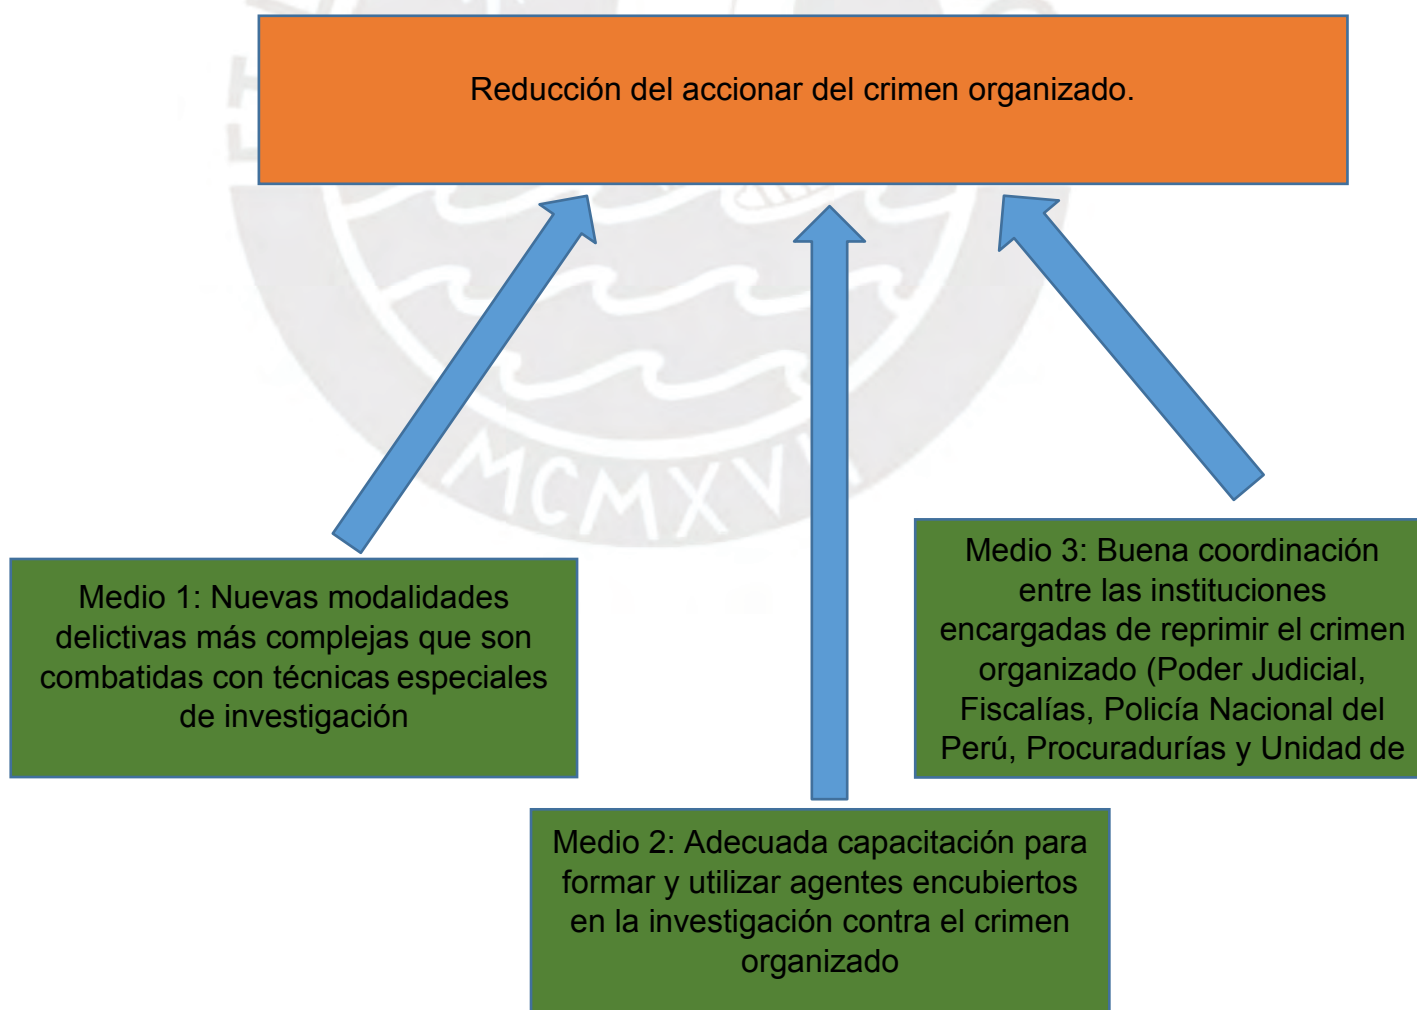 Reducción del accionar del crimen organizado.
MCMXVII
Medio 1: Nuevas modalidades
delictivas más complejas que son
combatidas con técnicas especiales
de investigación
Medio 2: Adecuada capacitación para
formar y utilizar agentes encubiertos
en la investigación contra el crimen
organizado
Medio 3: Buena coordinación
entre las instituciones
encargadas de reprimir el crimen
organizado (Poder Judicial,
Fiscalías, Policía Nacional del
Perú, Procuradurías y Unidad de